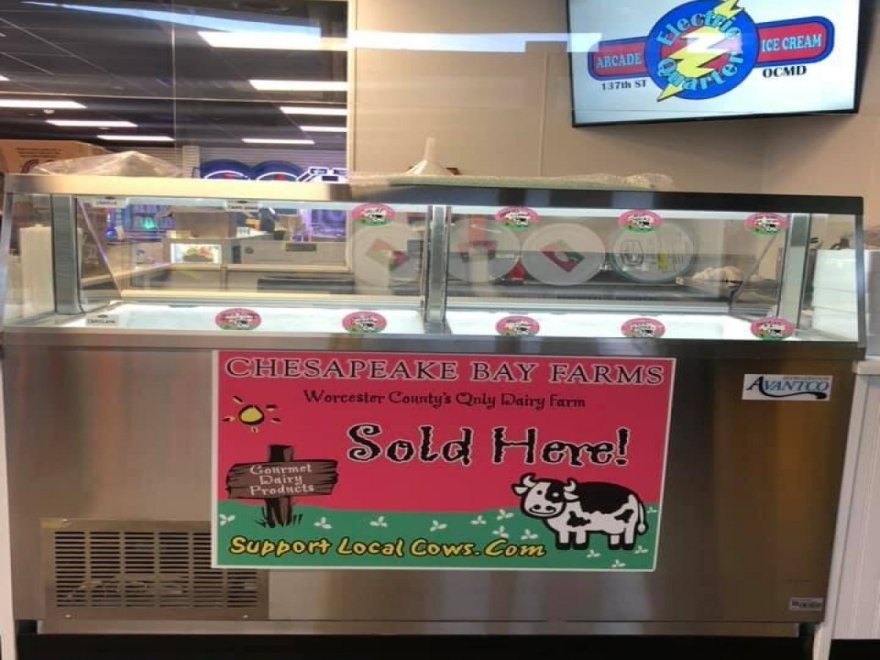 Electric
ARCADE
ICE CREAM
Quarter
137th ST
OCMD
CHESAPEAKE BAY FARMS
Worcester County's Only Dairy Farm
Sold Here!
Gourmet
Dairy
Products
Support Local Cows.Com
AVANTCO